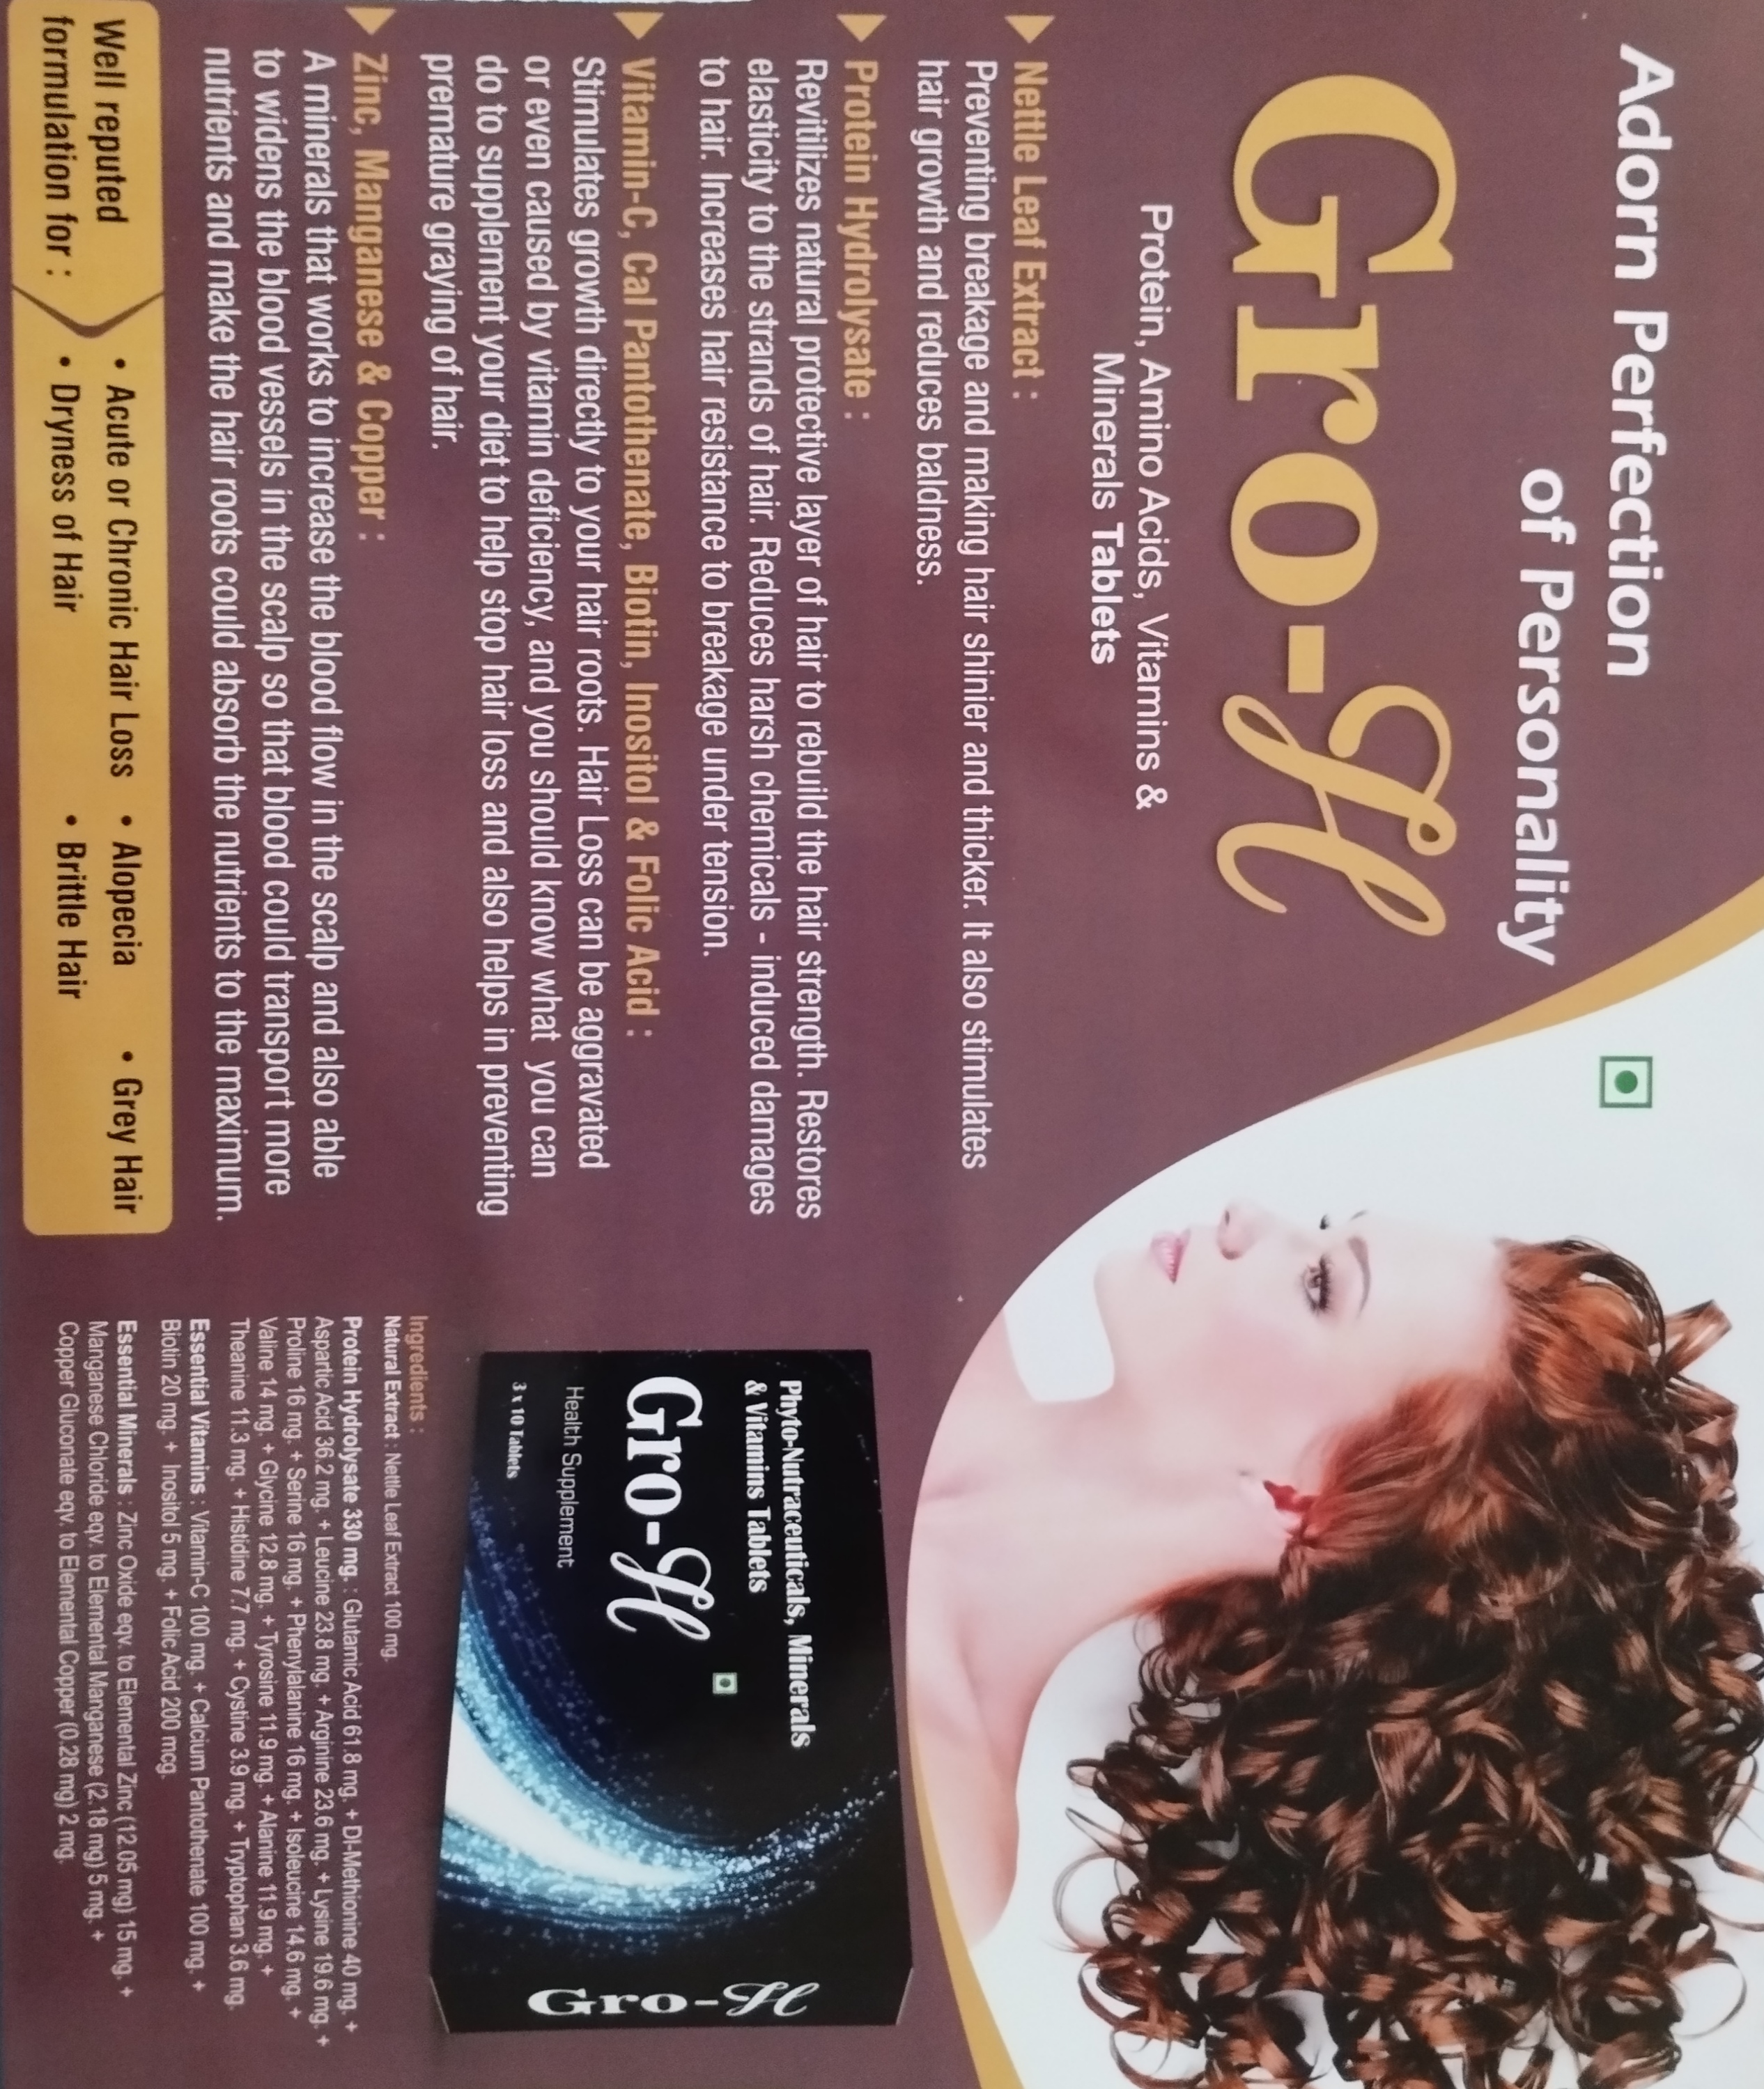 Adorn Perfection
of Personality
Gro-H
Protein, Amino Acids, Vitamins &
Minerals Tablets
Nettle Leaf Extract :
Preventing breakage and making hair shinier and thicker. It also stimulates
hair growth and reduces baldness.
Protein Hydrolysate :
Revitilizes natural protective layer of hair to rebuild the hair strength. Restores
elasticity to the strands of hair. Reduces harsh chemicals - induced damages
to hair. Increases hair resistance to breakage under tension.
Vitamin-C, Cal Pantothenate, Biotin, Inositol & Folic Acid :
Stimulates growth directly to your hair roots. Hair Loss can be aggravated
or even caused by vitamin deficiency, and you should know what you can
do to supplement your diet to help stop hair loss and also helps in preventing
premature graying of hair.
Zinc, Manganese & Copper :
A minerals that works to increase the blood flow in the scalp and also able
to widens the blood vessels in the scalp so that blood could transport more
nutrients and make the hair roots could absorb the nutrients to the maximum.
Well reputed
formulation for :
• Acute or Chronic Hair Loss
• Alopecia
• Grey Hair
• Dryness of Hair
• Brittle Hair
Phyto-Nutraceuticals, Minerals
& Vitamins Tablets
Gro-H
Health Supplement
3 x 10 Tablets
Gro-H
Ingredients :
Natural Extract : Nettle Leaf Extract 100 mg.
Protein Hydrolysate 330 mg. : Glutamic Acid 61.8 mg. + Dl-Methionine 40 mg. +
Aspartic Acid 36.2 mg. + Leucine 23.8 mg. + Arginine 23.6 mg. + Lysine 19.6 mg. +
Proline 16 mg. + Serine 16 mg. + Phenylalanine 16 mg. + Isoleucine 14.6 mg. +
Valine 14 mg. + Glycine 12.8 mg. + Tyrosine 11.9 mg. + Alanine 11.9 mg. +
Theanine 11.3 mg. + Histidine 7.7 mg. + Cystine 3.9 mg. + Tryptophan 3.6 mg.
Essential Vitamins : Vitamin-C 100 mg. + Calcium Pantothenate 100 mg. +
Biotin 20 mg. + Inositol 5 mg. + Folic Acid 200 mcg.
Essential Minerals : Zinc Oxide eqv. to Elemental Zinc (12.05 mg) 15 mg. +
Manganese Chloride eqv. to Elemental Manganese (2.18 mg) 5 mg. +
Copper Gluconate eqv. to Elemental Copper (0.28 mg) 2 mg.